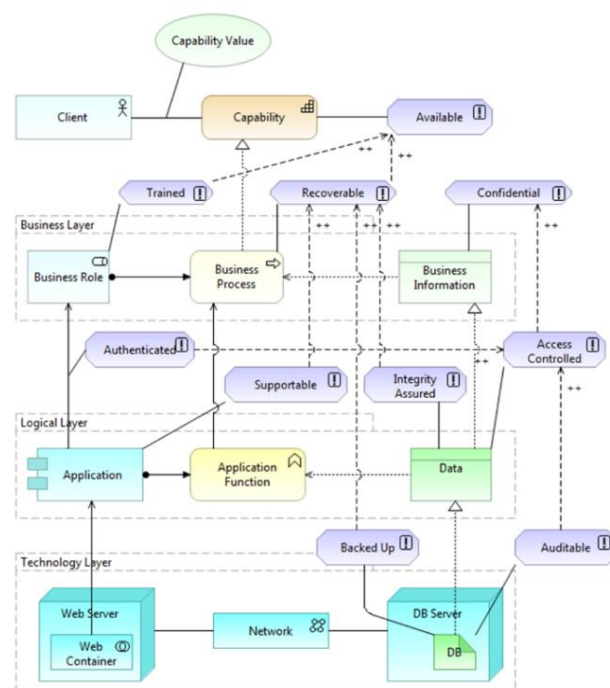 Capability Value
Client
Capability
Available
++
++
Trained
Recoverable
Confidential
++
++
++
++
Business Layer
Business Role
Business
Process
Business
Information
Authenticated
Access
Controlled
++
++
Supportable
Integrity
Assured
Logical Layer
Application
Application
Function
Data
Backed Up
Auditable
Technology Layer
Web Server
DB Server
Network
Web
Container
DB